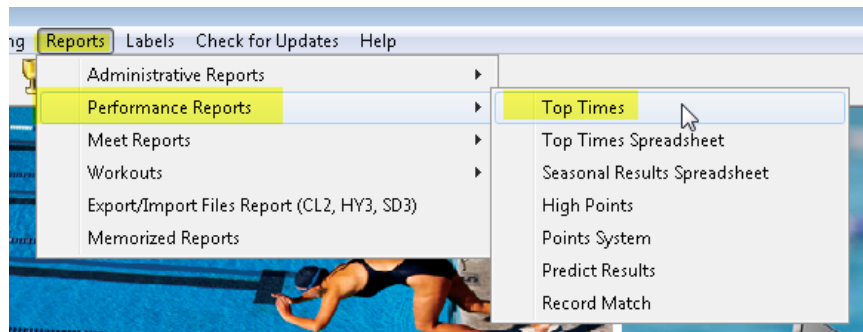 Reports Labels Check for Updates Help
Administrative Reports
Performance Reports
Meet Reports
Workouts
Export/Import Files Report (CL2, HY3, SD3)
Memorized Reports
Top Times
Top Times Spreadsheet
Seasonal Results Spreadsheet
High Points
Points System
Predict Results
Record Match